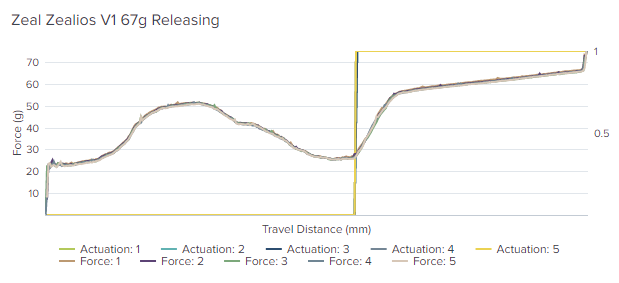 Zeal Zealios V1 67g Releasing
70
60
50
40
30
20
10
Force (g)
1
0.5
Travel Distance (mm)
Actuation: 1 Actuation: 2 Actuation: 3 Actuation: 4 Actuation: 5
Force: 1 Force: 2 Force: 3 Force: 4 Force: 5